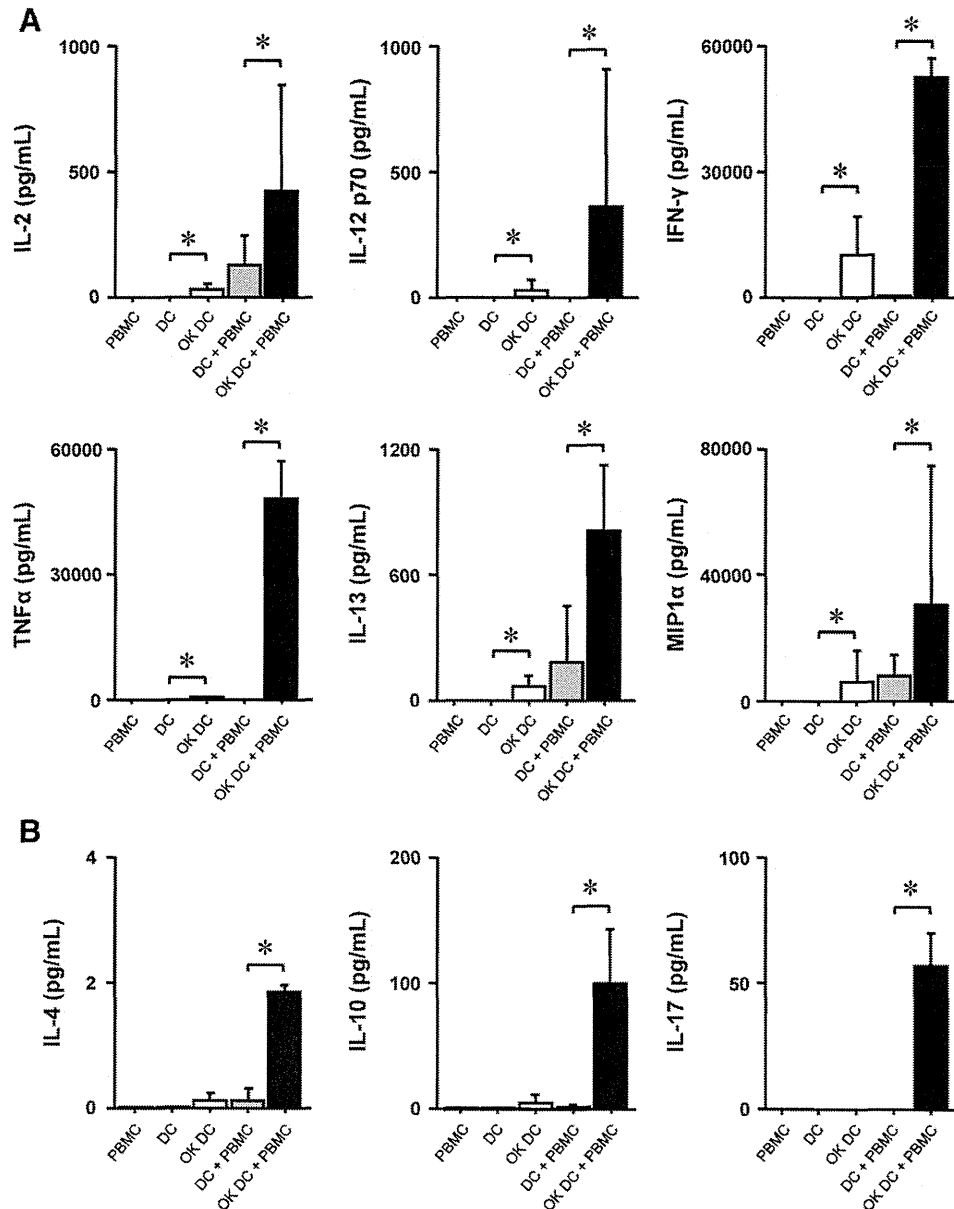 A
IL-2 (pg/mL)
1000
500
0
*
*
PBMC
DC
OK DC
DC + PBMC
OK DC + PBMC
IL-12 p70 (pg/mL)
1000
500
0
*
*
PBMC
DC
OK DC
DC + PBMC
OK DC + PBMC
IFN-γ (pg/mL)
60000
30000
0
*
*
PBMC
DC
OK DC
DC + PBMC
OK DC + PBMC
TNFα (pg/mL)
60000
30000
0
*
*
PBMC
DC
OK DC
DC + PBMC
OK DC + PBMC
IL-13 (pg/mL)
1200
600
0
*
*
PBMC
DC
OK DC
DC + PBMC
OK DC + PBMC
MIP1α (pg/mL)
80000
40000
0
*
*
PBMC
DC
OK DC
DC + PBMC
OK DC + PBMC
B
IL-4 (pg/mL)
4
2
0
*
PBMC
DC
OK DC
DC + PBMC
OK DC + PBMC
IL-10 (pg/mL)
200
100
0
*
PBMC
DC
OK DC
DC + PBMC
OK DC + PBMC
IL-17 (pg/mL)
100
50
0
*
PBMC
DC
OK DC
DC + PBMC
OK DC + PBMC